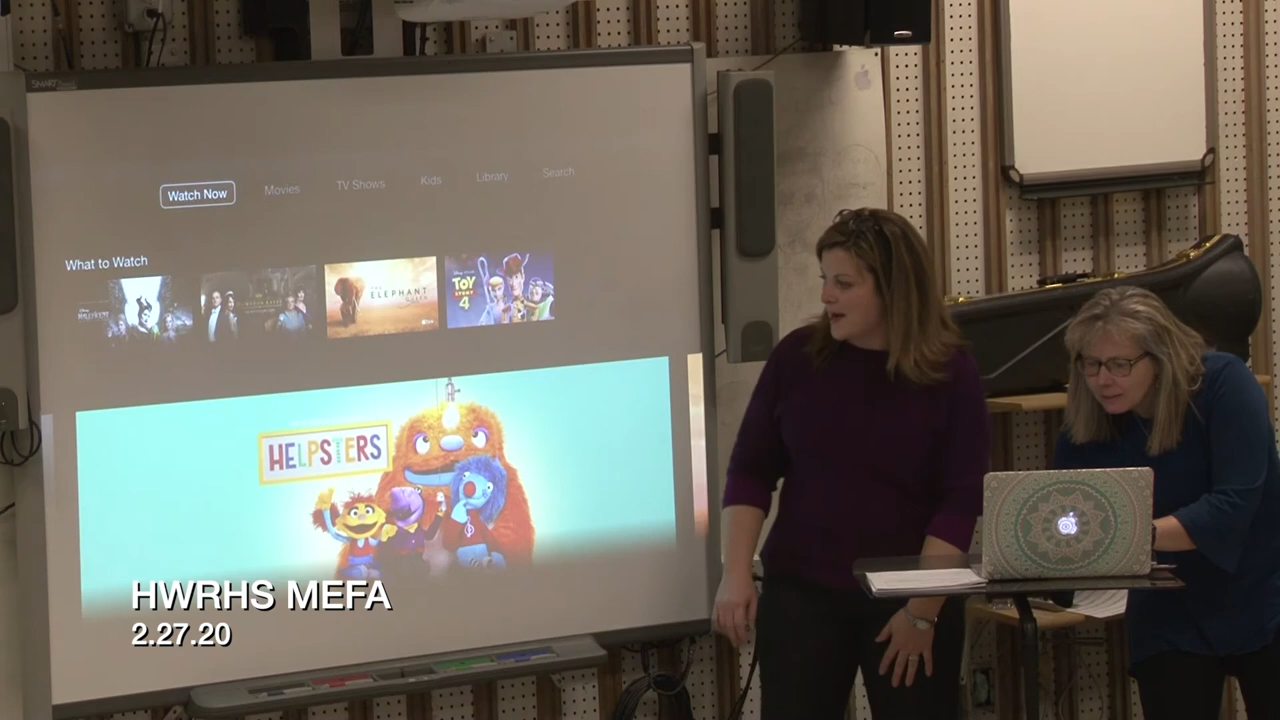 SMART
Watch Now
Movies
TV Shows
Kids
Library
Search
What to Watch
THE
ELEPHANT
QUEEN
TOY
STORY
4
HELPSTERS
HWRHS MEFA
2.27.20